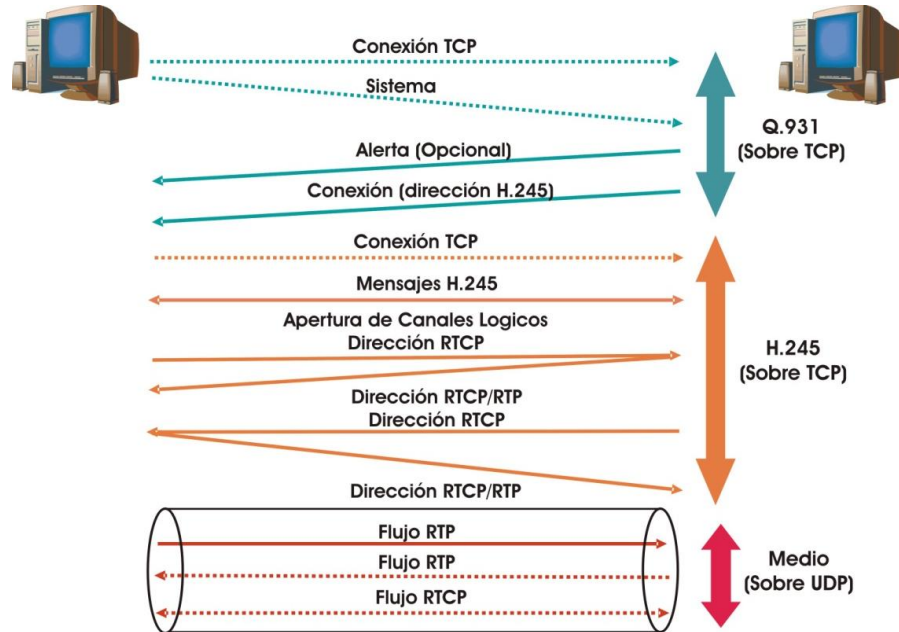 Conexión TCP
Sistema
Alerta (Opcional)
Conexión (dirección H.245)
Q.931
(Sobre TCP)
Conexión TCP
Mensajes H.245
Apertura de Canales Logicos
Dirección RTCP
Dirección RTCP/RTP
Dirección RTCP
Dirección RTCP/RTP
H.245
(Sobre TCP)
Flujo RTP
Flujo RTP
Flujo RTCP
Medio
(Sobre UDP)